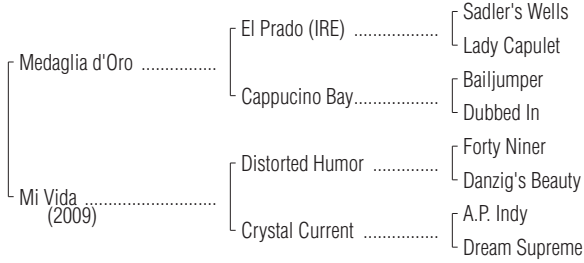 Sadler's Wells
El Prado (IRE) ..................
Lady Capulet
Medaglia d'Oro ................
Bailjumper
Cappucino Bay...................
Dubbed In
Forty Niner
Distorted Humor ...............
Danzig's Beauty
Mi Vida ............................
(2009)
A.P. Indy
Crystal Current .................
Dream Supreme